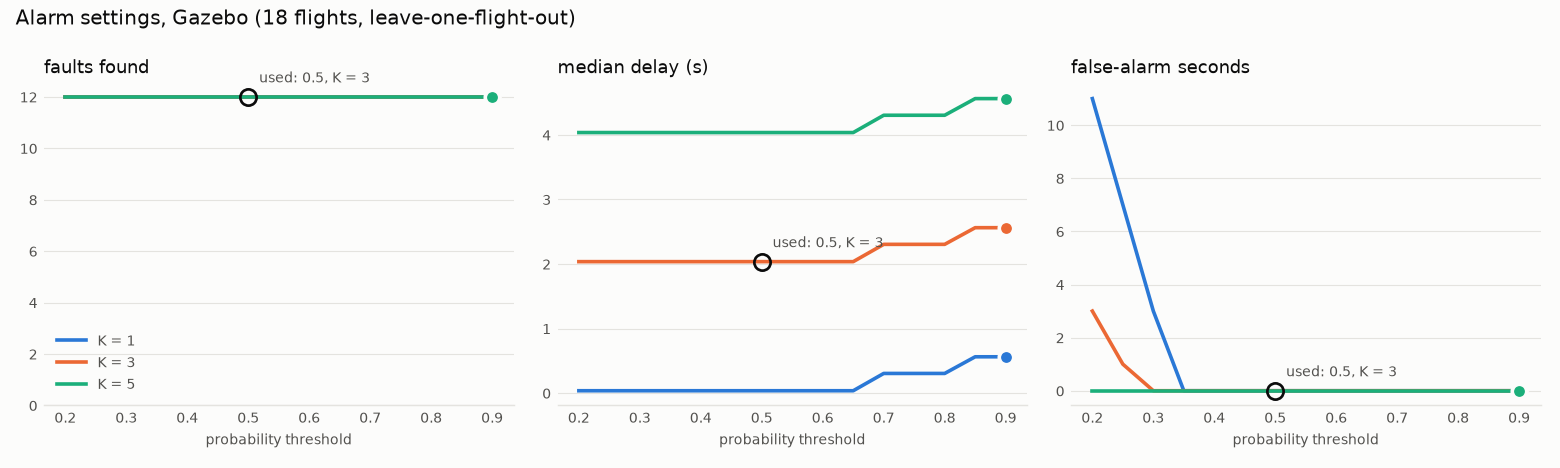 Alarm settings, Gazebo (18 flights, leave-one-flight-out)
faults found
used: 0.5, K = 3
12
10
8
6
4
2
0
K = 1
K = 3
K = 5
0.2 0.3 0.4 0.5 0.6 0.7 0.8 0.9
probability threshold
median delay (s)
4
3
used: 0.5, K = 3
2
1
0
0.2 0.3 0.4 0.5 0.6 0.7 0.8 0.9
probability threshold
false-alarm seconds
10
8
6
4
2
used: 0.5, K = 3
0
0.2 0.3 0.4 0.5 0.6 0.7 0.8 0.9
probability threshold